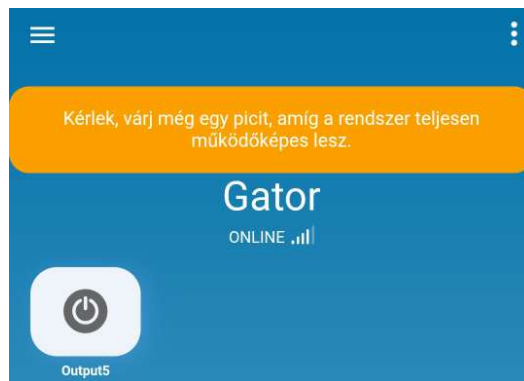 Kérlek, várj még egy picit, amíg a rendszer teljesen
működőképes lesz.
Gator
ONLINE
Output5